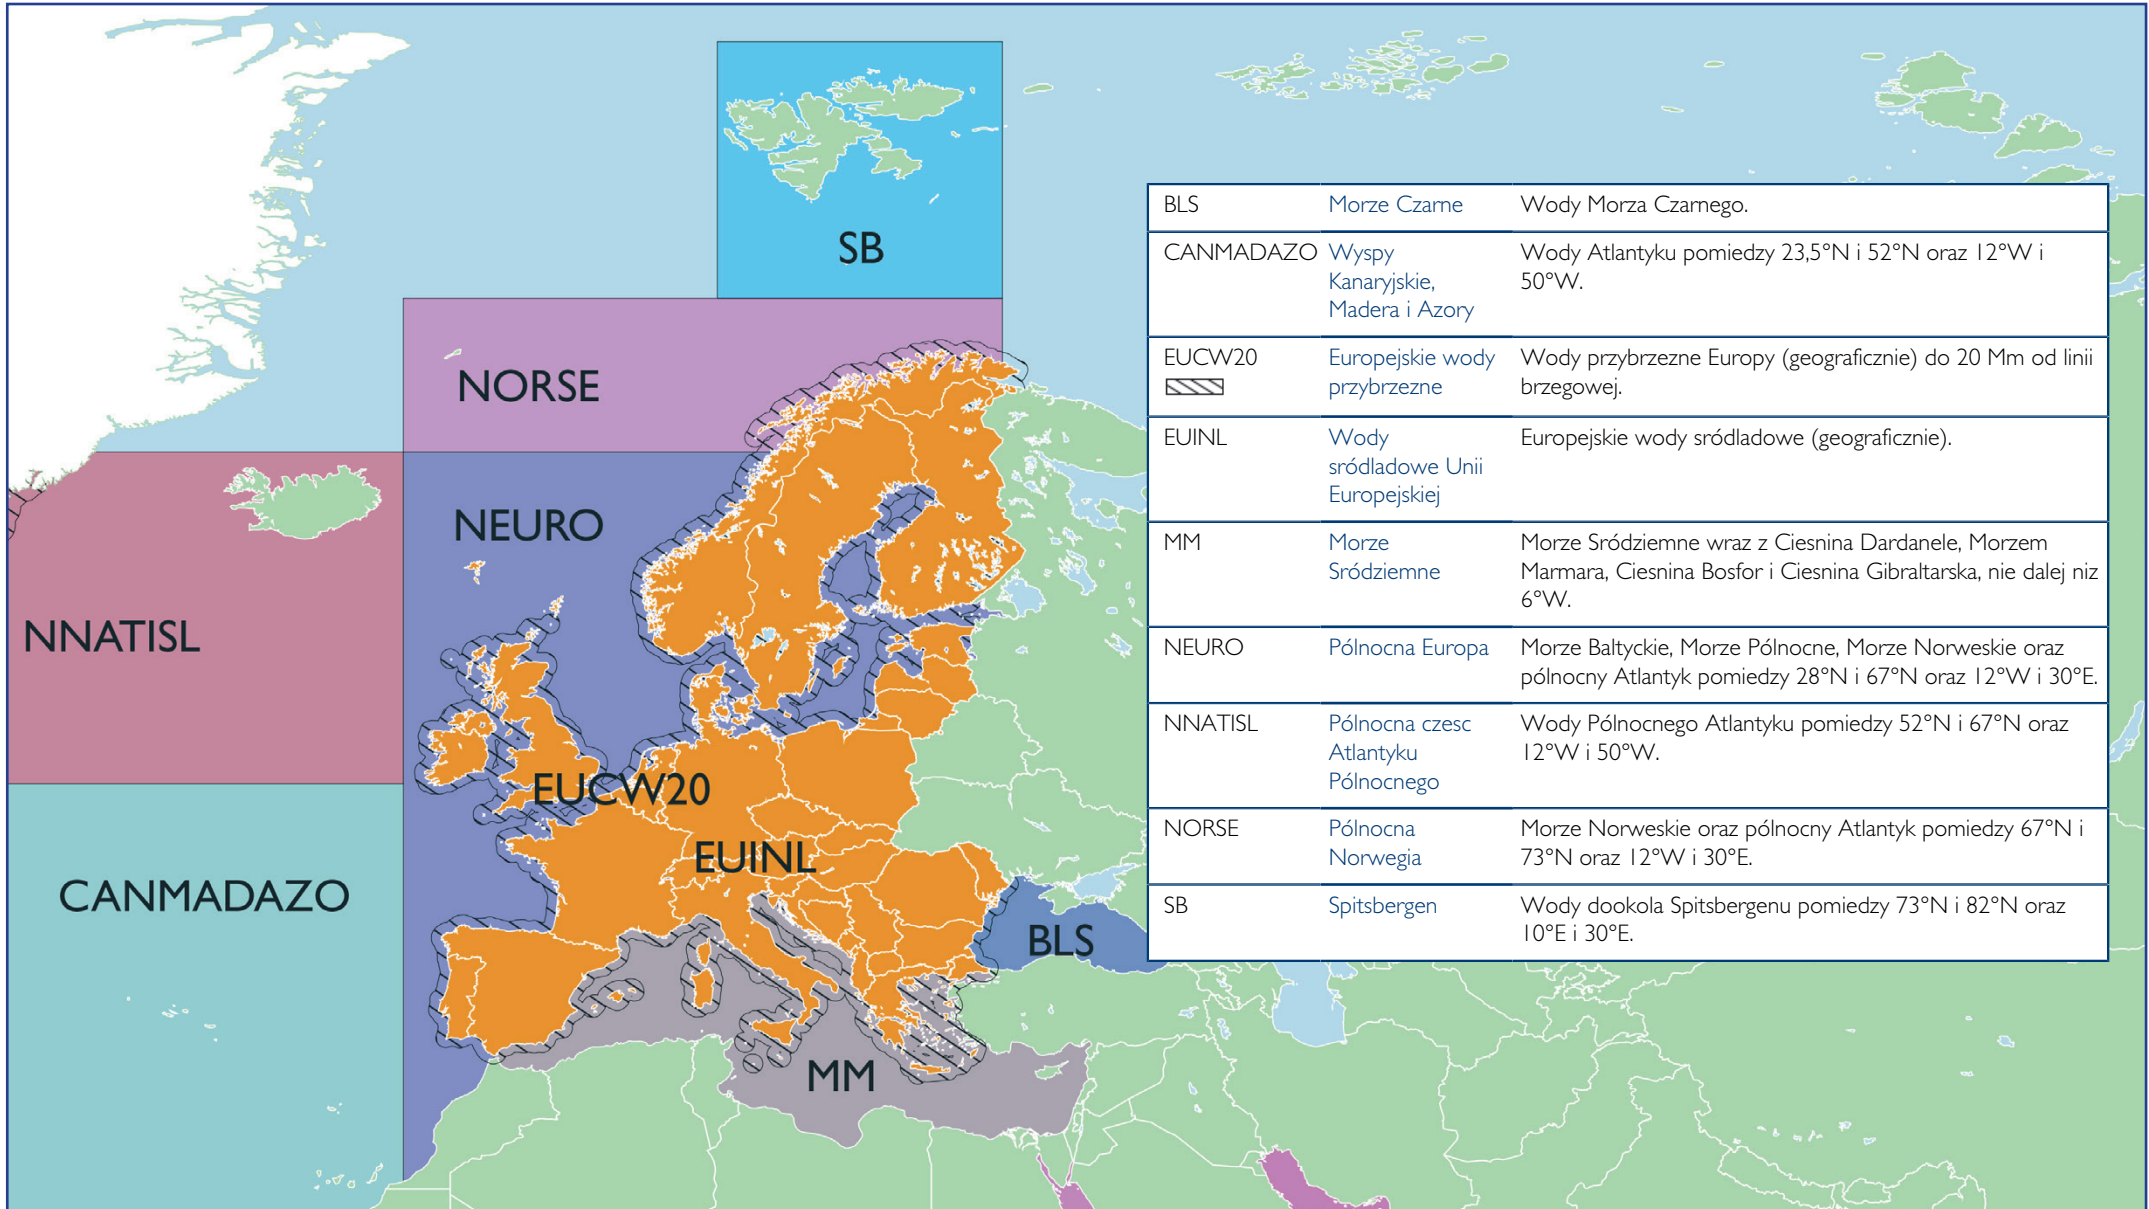 SB
NORSE
NEURO
NNATISL
EUCW20
EUINL
CANMADAZO
BLS
MM
BLS Morze Czarne Wody Morza Czarnego.
CANMADAZO Wyspy Wody Atlantyku pomiedzy 23,5°N i 52°N oraz 12°W i
Kanaryjskie, 50°W.
Madera i Azory
EUCW20 Europejskie wody Wody przybrzezne Europy (geograficznie) do 20 Mm od linii
przybrzezne brzegowej.
EUINL Wody Europejskie wody sródladowe (geograficznie).
sródladowe Unii
Europejskiej
MM Morze Morze Sródziemne wraz z Ciesnina Dardanele, Morzem
Sródziemne Marmara, Ciesnina Bosfor i Ciesnina Gibraltarska, nie dalej niz
6°W.
NEURO Pólnocna Europa Morze Baltyckie, Morze Pólnocne, Morze Norweskie oraz
pólnocny Atlantyk pomiedzy 28°N i 67°N oraz 12°W i 30°E.
NNATISL Pólnocna czesc Wody Pólnocnego Atlantyku pomiedzy 52°N i 67°N oraz
Atlantyku 12°W i 50°W.
Pólnocnego
NORSE Pólnocna Morze Norweskie oraz pólnocny Atlantyk pomiedzy 67°N i
Norwegia 73°N oraz 12°W i 30°E.
SB Spitsbergen Wody dookola Spitsbergenu pomiedzy 73°N i 82°N oraz
10°E i 30°E.